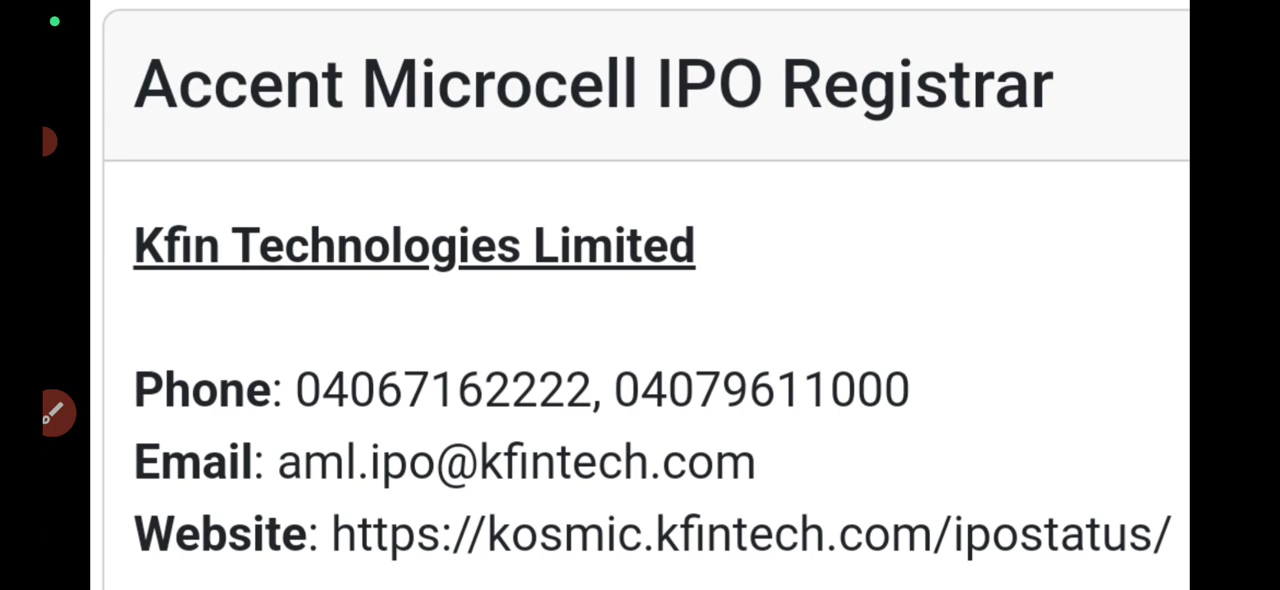 Accent Microcell IPO Registrar
Kfin Technologies Limited
Phone: 04067162222, 04079611000
Email: aml.ipo@kfintech.com
Website: https://kosmic.kfintech.com/ipostatus/